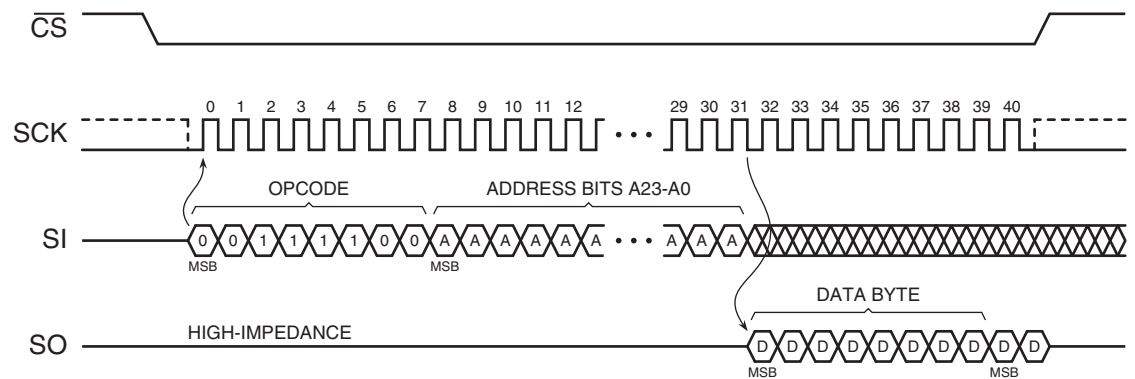 CS
0 1 2 3 4 5 6 7 8 9 10 11 12 29 30 31 32 33 34 35 36 37 38 39 40
SCK
OPCODE ADDRESS BITS A23-A0
SI 0 0 1 1 1 1 0 0 A A A A A A A A A
MSB MSB
DATA BYTE
HIGH-IMPEDANCE
SO D D D D D D D D D D
MSB MSB